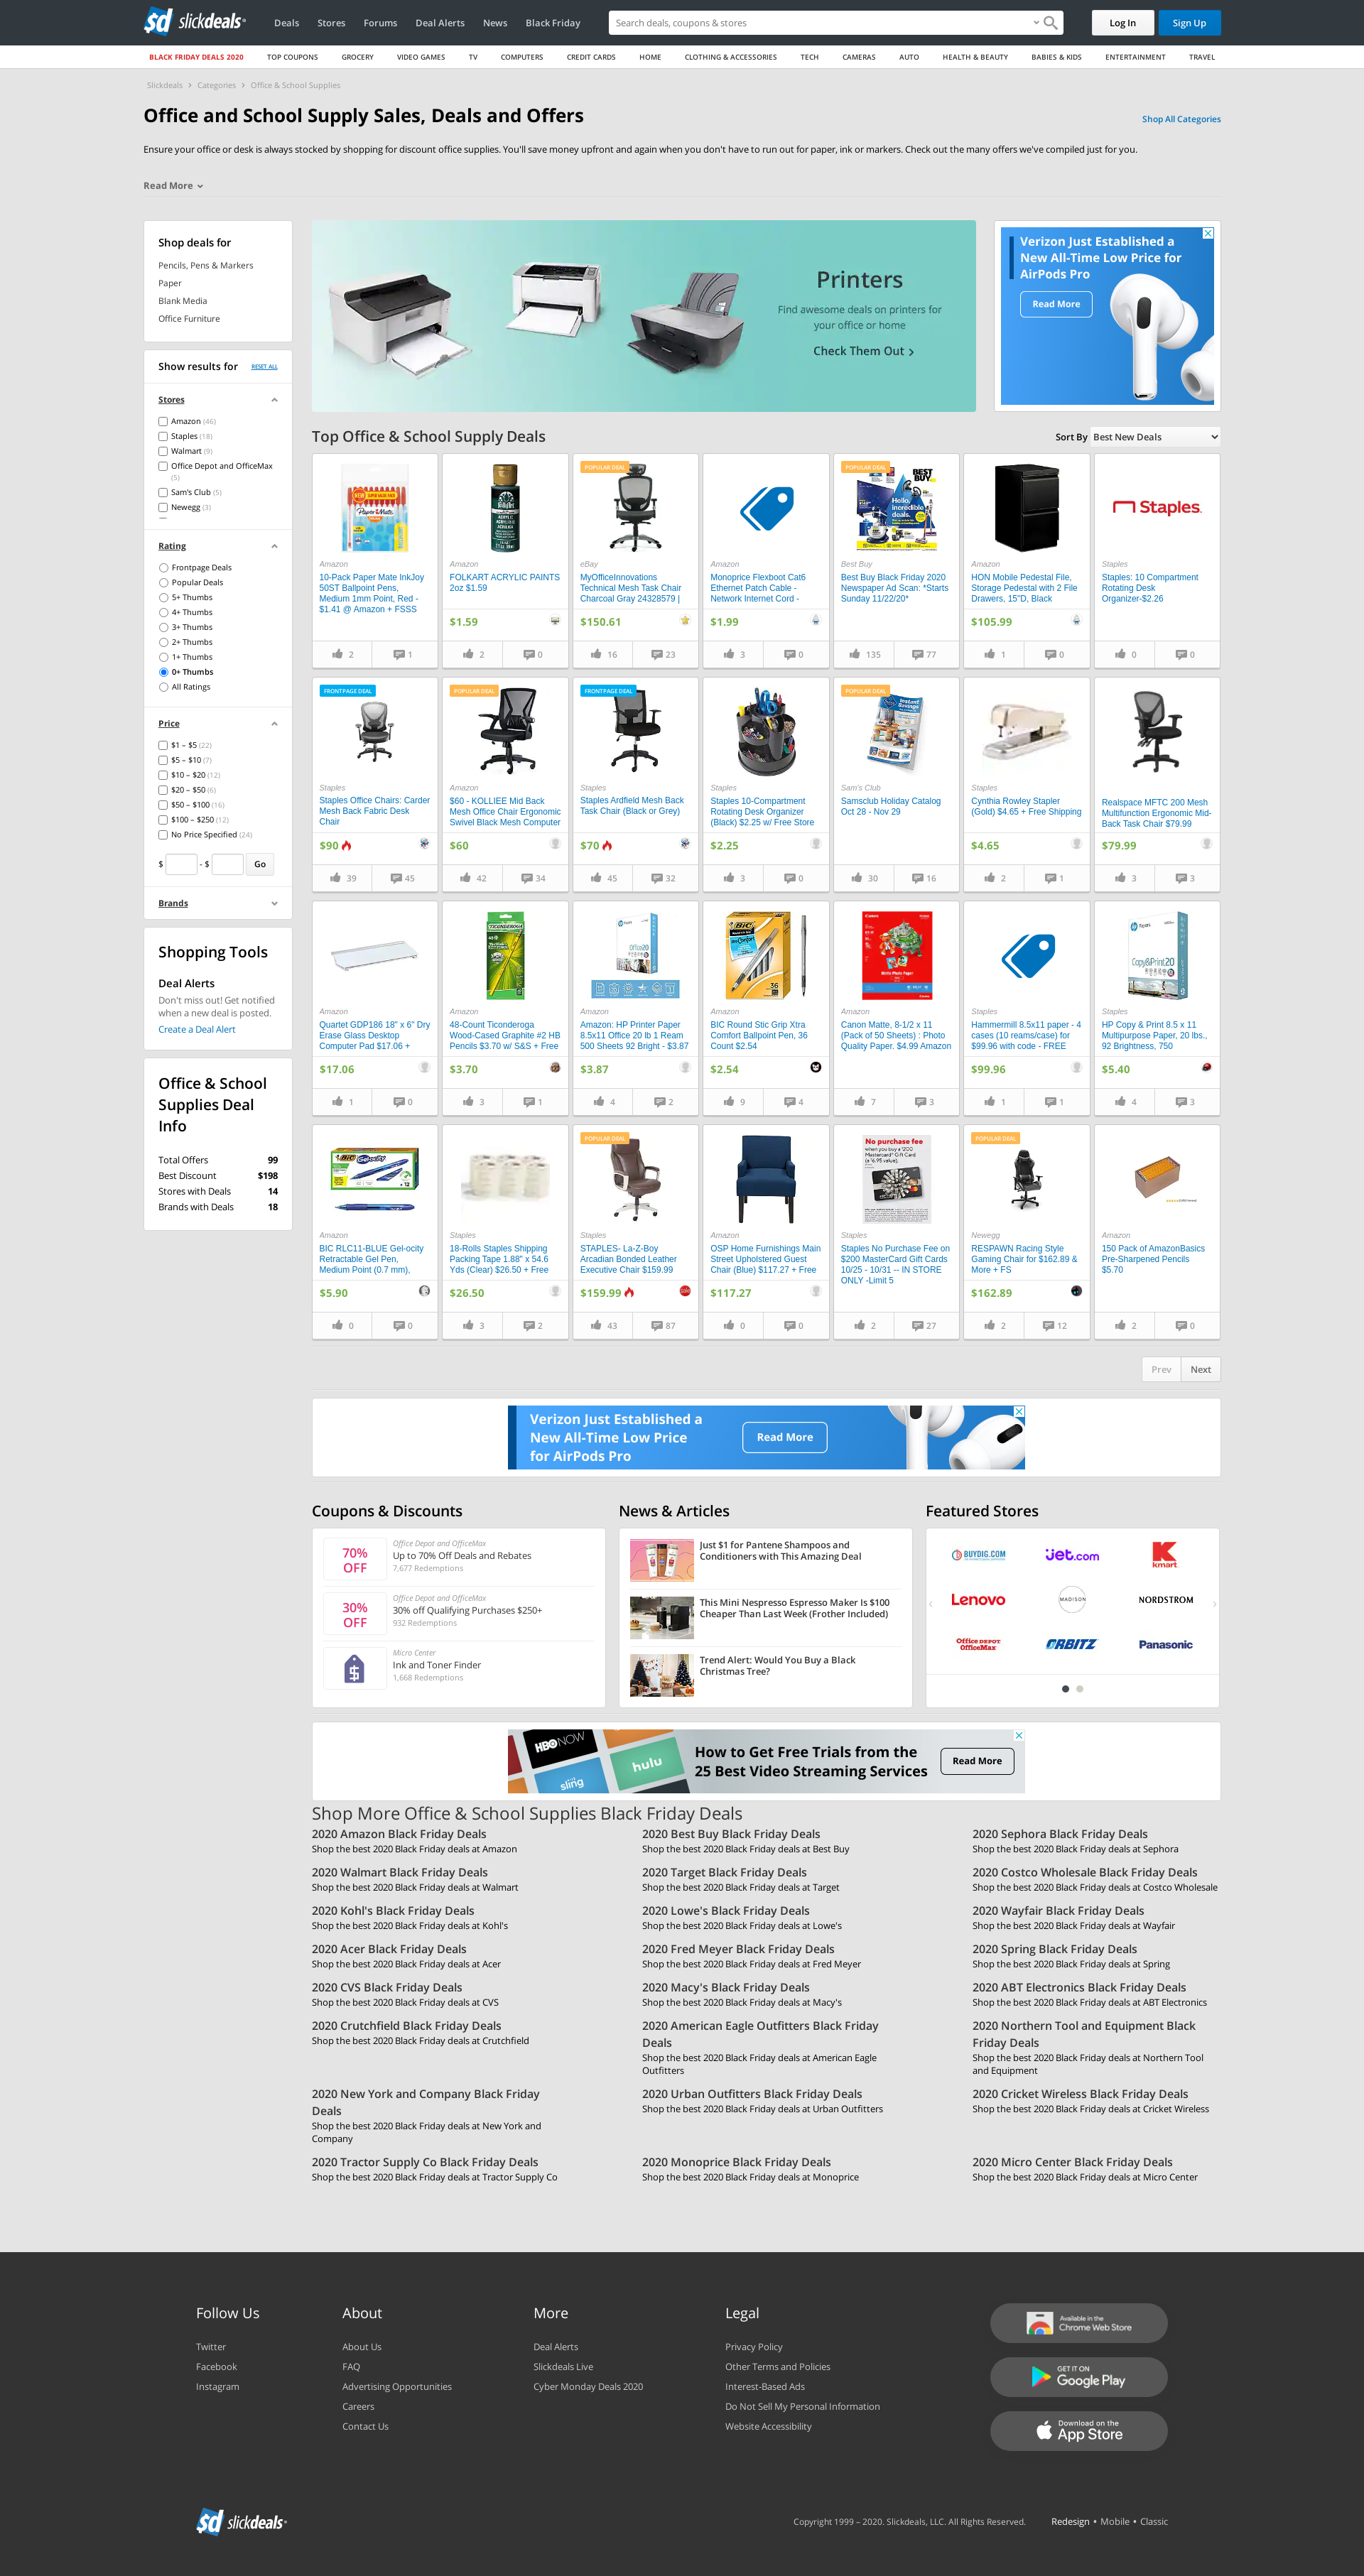 sd slickdeals
Deals
Stores
Forums
Deal Alerts
News
Black Friday
Search deals, coupons & stores
Log In
Sign Up
BLACK FRIDAY DEALS 2020
TOP COUPONS
GROCERY
VIDEO GAMES
TV
COMPUTERS
CREDIT CARDS
HOME
CLOTHING & ACCESSORIES
TECH
CAMERAS
AUTO
HEALTH & BEAUTY
BABIES & KIDS
ENTERTAINMENT
TRAVEL
Slickdeals › Categories › Office & School Supplies
Office and School Supply Sales, Deals and Offers
Shop All Categories
Ensure your office or desk is always stocked by shopping for discount office supplies. You'll save money upfront and again when you don't have to run out for paper, ink or markers. Check out the many offers we've compiled just for you.
Read More
Shop deals for
Pencils, Pens & Markers
Paper
Blank Media
Office Furniture
Show results for
RESET ALL
Stores
Amazon (46)
Staples (18)
Walmart (9)
Office Depot and OfficeMax
(5)
Sam's Club (5)
Newegg (3)
Rating
Frontpage Deals
Popular Deals
5+ Thumbs
4+ Thumbs
3+ Thumbs
2+ Thumbs
1+ Thumbs
0+ Thumbs
All Ratings
Price
$1 – $5 (22)
$5 – $10 (7)
$10 – $20 (12)
$20 – $50 (6)
$50 – $100 (16)
$100 – $250 (12)
No Price Specified (24)
$ - $ Go
Brands
Shopping Tools
Deal Alerts
Don't miss out! Get notified
when a new deal is posted.
Create a Deal Alert
Office & School
Supplies Deal
Info
Total Offers 99
Best Discount $198
Stores with Deals 14
Brands with Deals 18
Printers
Find awesome deals on printers for
your office or home
Check Them Out
Verizon Just Established a
New All-Time Low Price for
AirPods Pro
Read More
Top Office & School Supply Deals
Sort By Best New Deals
Amazon
10-Pack Paper Mate InkJoy
50ST Ballpoint Pens,
Medium 1mm Point, Red -
$1.41 @ Amazon + FSSS
2
1
Amazon
FOLKART ACRYLIC PAINTS
2oz $1.59
$1.59
2
0
POPULAR DEAL
eBay
MyOfficeInnovations
Technical Mesh Task Chair
Charcoal Gray 24328579 |
$150.61
16
23
Amazon
Monoprice Flexboot Cat6
Ethernet Patch Cable -
Network Internet Cord -
$1.99
3
0
POPULAR DEAL
BEST BUY
Hello,
incredible
deals.
Best Buy
Best Buy Black Friday 2020
Newspaper Ad Scan: *Starts
Sunday 11/22/20*
135
77
Amazon
HON Mobile Pedestal File,
Storage Pedestal with 2 File
Drawers, 15"D, Black
$105.99
1
0
Staples
Staples
Staples: 10 Compartment
Rotating Desk
Organizer-$2.26
0
0
FRONTPAGE DEAL
Staples
Staples Office Chairs: Carder
Mesh Back Fabric Desk
Chair
$90
39
45
POPULAR DEAL
Amazon
$60 - KOLLIEE Mid Back
Mesh Office Chair Ergonomic
Swivel Black Mesh Computer
$60
42
34
FRONTPAGE DEAL
Staples
Staples Ardfield Mesh Back
Task Chair (Black or Grey)
$70
45
32
Staples
Staples 10-Compartment
Rotating Desk Organizer
(Black) $2.25 w/ Free Store
$2.25
3
0
POPULAR DEAL
Instant
Savings
Sam's Club
Samsclub Holiday Catalog
Oct 28 - Nov 29
30
16
Staples
Cynthia Rowley Stapler
(Gold) $4.65 + Free Shipping
$4.65
2
1
Realspace MFTC 200 Mesh
Multifunction Ergonomic Mid-
Back Task Chair $79.99
$79.99
3
3
Amazon
Quartet GDP186 18" x 6" Dry
Erase Glass Desktop
Computer Pad $17.06 +
$17.06
1
0
TICONDEROGA
Amazon
48-Count Ticonderoga
Wood-Cased Graphite #2 HB
Pencils $3.70 w/ S&S + Free
$3.70
3
1
Office20
Amazon
Amazon: HP Printer Paper
8.5x11 Office 20 lb 1 Ream
500 Sheets 92 Bright - $3.87
$3.87
4
2
BIC
36
Amazon
BIC Round Stic Grip Xtra
Comfort Ballpoint Pen, 36
Count $2.54
$2.54
9
4
Canon
Amazon
Canon Matte, 8-1/2 x 11
(Pack of 50 Sheets) : Photo
Quality Paper. $4.99 Amazon
7
3
Staples
Hammermill 8.5x11 paper - 4
cases (10 reams/case) for
$99.96 with code - FREE
$99.96
1
1
Copy&Print20
Staples
HP Copy & Print 8.5 x 11
Multipurpose Paper, 20 lbs.,
92 Brightness, 750
$5.40
4
3
BIC Gel-ocity
Amazon
BIC RLC11-BLUE Gel-ocity
Retractable Gel Pen,
Medium Point (0.7 mm),
$5.90
0
0
Staples
18-Rolls Staples Shipping
Packing Tape 1.88" x 54.6
Yds (Clear) $26.50 + Free
$26.50
3
2
POPULAR DEAL
Staples
STAPLES- La-Z-Boy
Arcadian Bonded Leather
Executive Chair $159.99
$159.99
43
87
Amazon
OSP Home Furnishings Main
Street Upholstered Guest
Chair (Blue) $117.27 + Free
$117.27
0
0
No purchase fee
when you buy a $200
Mastercard® Gift Card
(a $6.95 value).
Staples
Staples No Purchase Fee on
$200 MasterCard Gift Cards
10/25 - 10/31 -- IN STORE
ONLY -Limit 5
2
27
POPULAR DEAL
Newegg
RESPAWN Racing Style
Gaming Chair for $162.89 &
More + FS
$162.89
2
12
Amazon
150 Pack of AmazonBasics
Pre-Sharpened Pencils
$5.70
2
0
Prev
Next
Verizon Just Established a
New All-Time Low Price
for AirPods Pro
Read More
Coupons & Discounts
70%
OFF
Office Depot and OfficeMax
Up to 70% Off Deals and Rebates
7,677 Redemptions
30%
OFF
Office Depot and OfficeMax
30% off Qualifying Purchases $250+
932 Redemptions
Micro Center
Ink and Toner Finder
1,668 Redemptions
News & Articles
Just $1 for Pantene Shampoos and
Conditioners with This Amazing Deal
This Mini Nespresso Espresso Maker Is $100
Cheaper Than Last Week (Frother Included)
Trend Alert: Would You Buy a Black
Christmas Tree?
Featured Stores
BUYDIG.COM
jet.com
kmart
Lenovo
MADISON
NORDSTROM
Office DEPOT
OfficeMax
ORBITZ
Panasonic
HBO NOW
hulu
sling
How to Get Free Trials from the
25 Best Video Streaming Services
Read More
Shop More Office & School Supplies Black Friday Deals
2020 Amazon Black Friday Deals
Shop the best 2020 Black Friday deals at Amazon
2020 Best Buy Black Friday Deals
Shop the best 2020 Black Friday deals at Best Buy
2020 Sephora Black Friday Deals
Shop the best 2020 Black Friday deals at Sephora
2020 Walmart Black Friday Deals
Shop the best 2020 Black Friday deals at Walmart
2020 Target Black Friday Deals
Shop the best 2020 Black Friday deals at Target
2020 Costco Wholesale Black Friday Deals
Shop the best 2020 Black Friday deals at Costco Wholesale
2020 Kohl's Black Friday Deals
Shop the best 2020 Black Friday deals at Kohl's
2020 Lowe's Black Friday Deals
Shop the best 2020 Black Friday deals at Lowe's
2020 Wayfair Black Friday Deals
Shop the best 2020 Black Friday deals at Wayfair
2020 Acer Black Friday Deals
Shop the best 2020 Black Friday deals at Acer
2020 Fred Meyer Black Friday Deals
Shop the best 2020 Black Friday deals at Fred Meyer
2020 Spring Black Friday Deals
Shop the best 2020 Black Friday deals at Spring
2020 CVS Black Friday Deals
Shop the best 2020 Black Friday deals at CVS
2020 Macy's Black Friday Deals
Shop the best 2020 Black Friday deals at Macy's
2020 ABT Electronics Black Friday Deals
Shop the best 2020 Black Friday deals at ABT Electronics
2020 Crutchfield Black Friday Deals
Shop the best 2020 Black Friday deals at Crutchfield
2020 American Eagle Outfitters Black Friday
Deals
Shop the best 2020 Black Friday deals at American Eagle
Outfitters
2020 Northern Tool and Equipment Black
Friday Deals
Shop the best 2020 Black Friday deals at Northern Tool
and Equipment
2020 New York and Company Black Friday
Deals
Shop the best 2020 Black Friday deals at New York and
Company
2020 Urban Outfitters Black Friday Deals
Shop the best 2020 Black Friday deals at Urban Outfitters
2020 Cricket Wireless Black Friday Deals
Shop the best 2020 Black Friday deals at Cricket Wireless
2020 Tractor Supply Co Black Friday Deals
Shop the best 2020 Black Friday deals at Tractor Supply Co
2020 Monoprice Black Friday Deals
Shop the best 2020 Black Friday deals at Monoprice
2020 Micro Center Black Friday Deals
Shop the best 2020 Black Friday deals at Micro Center
Follow Us
Twitter
Facebook
Instagram
About
About Us
FAQ
Advertising Opportunities
Careers
Contact Us
More
Deal Alerts
Slickdeals Live
Cyber Monday Deals 2020
Legal
Privacy Policy
Other Terms and Policies
Interest-Based Ads
Do Not Sell My Personal Information
Website Accessibility
Available in the
Chrome Web Store
GET IT ON
Google Play
Download on the
App Store
sd slickdeals
Copyright 1999 – 2020. Slickdeals, LLC. All Rights Reserved.
Redesign • Mobile • Classic